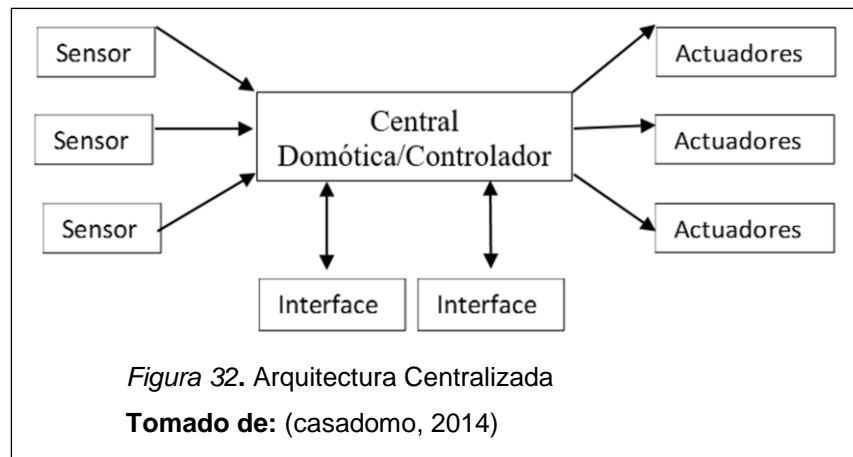 Sensor
Sensor
Sensor
Central
Domótica/Controlador
Actuadores
Actuadores
Actuadores
Interface
Interface
Figura 32. Arquitectura Centralizada
Tomado de: (casadomo, 2014)